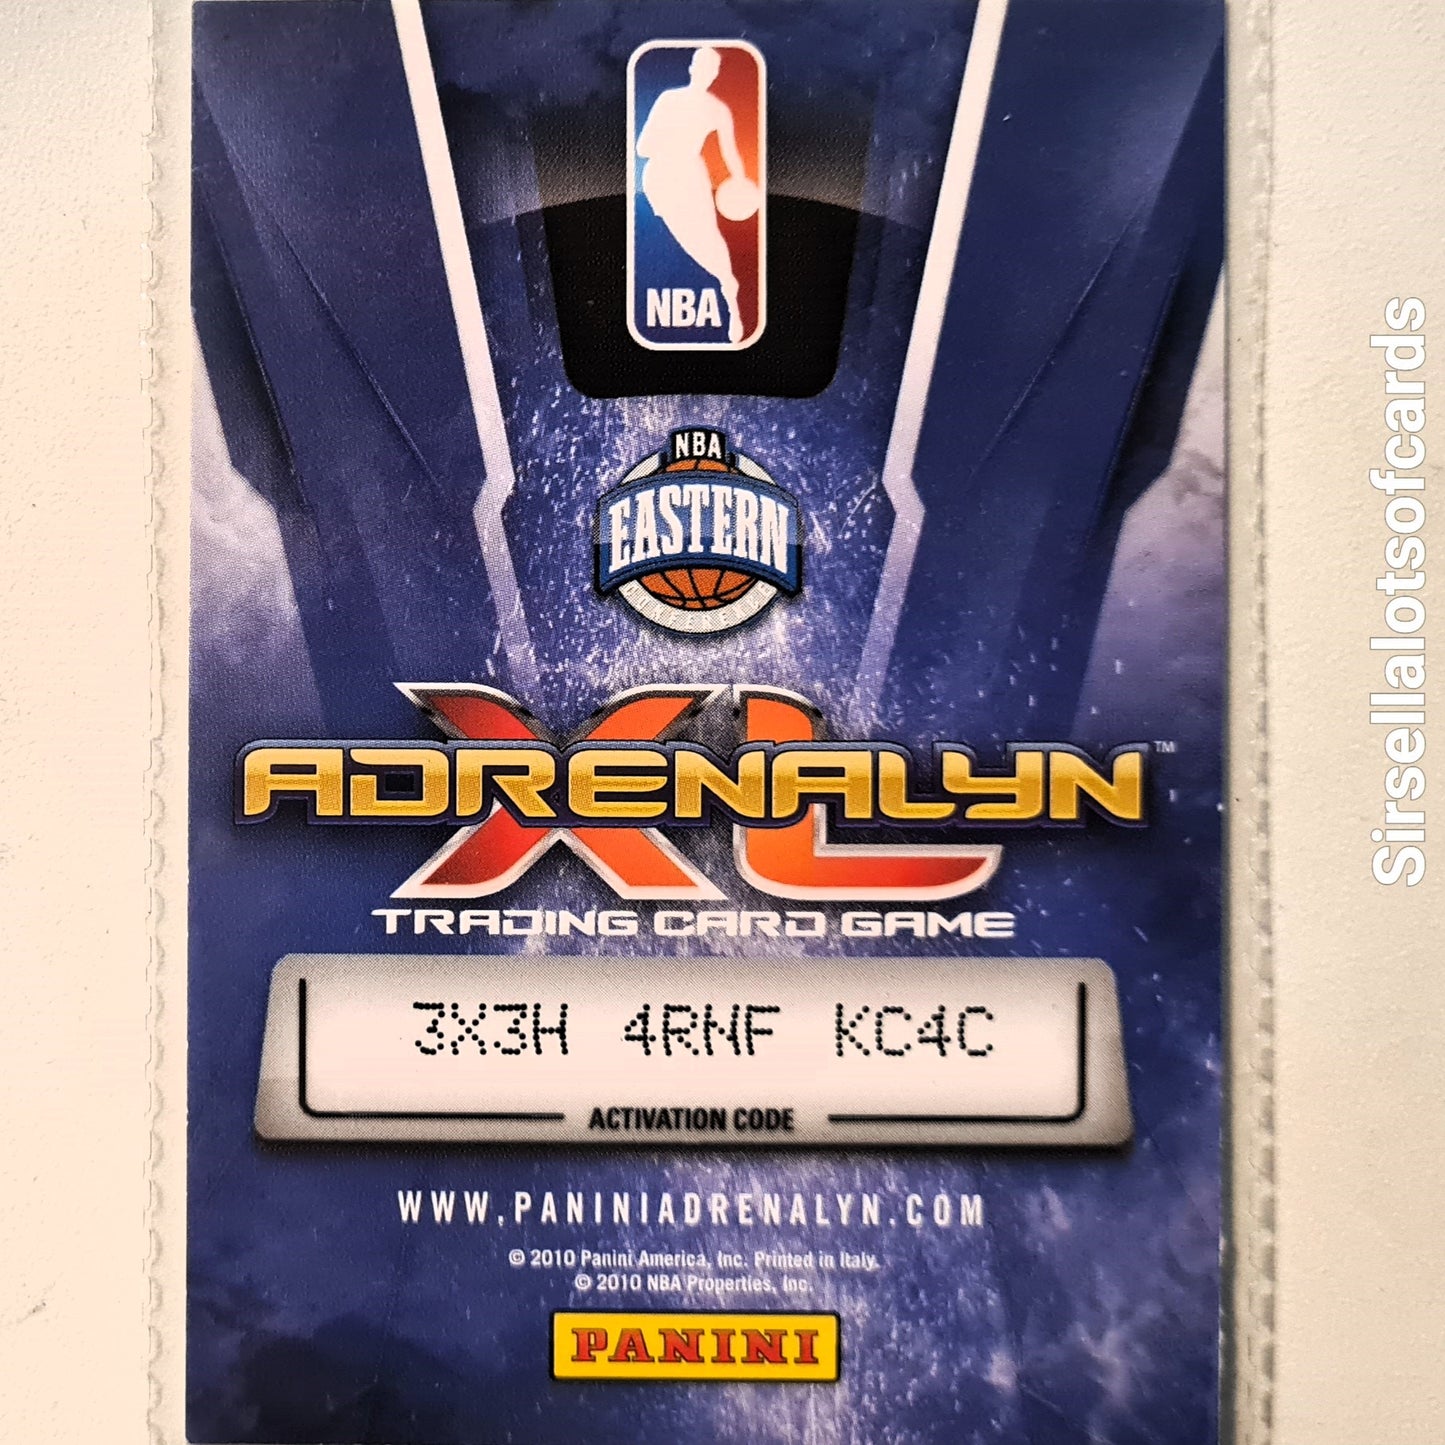 NBA
NBA
EASTERN
XL
ADRENALYN™
TRADING CARD GAME
3X3H 4RNF KC4C
ACTIVATION CODE
WWW.PANINIADRENALYN.COM
© 2010 Panini America, Inc. Printed in Italy.
© 2010 NBA Properties, Inc.
PANINI
Sirsellalotsofcards